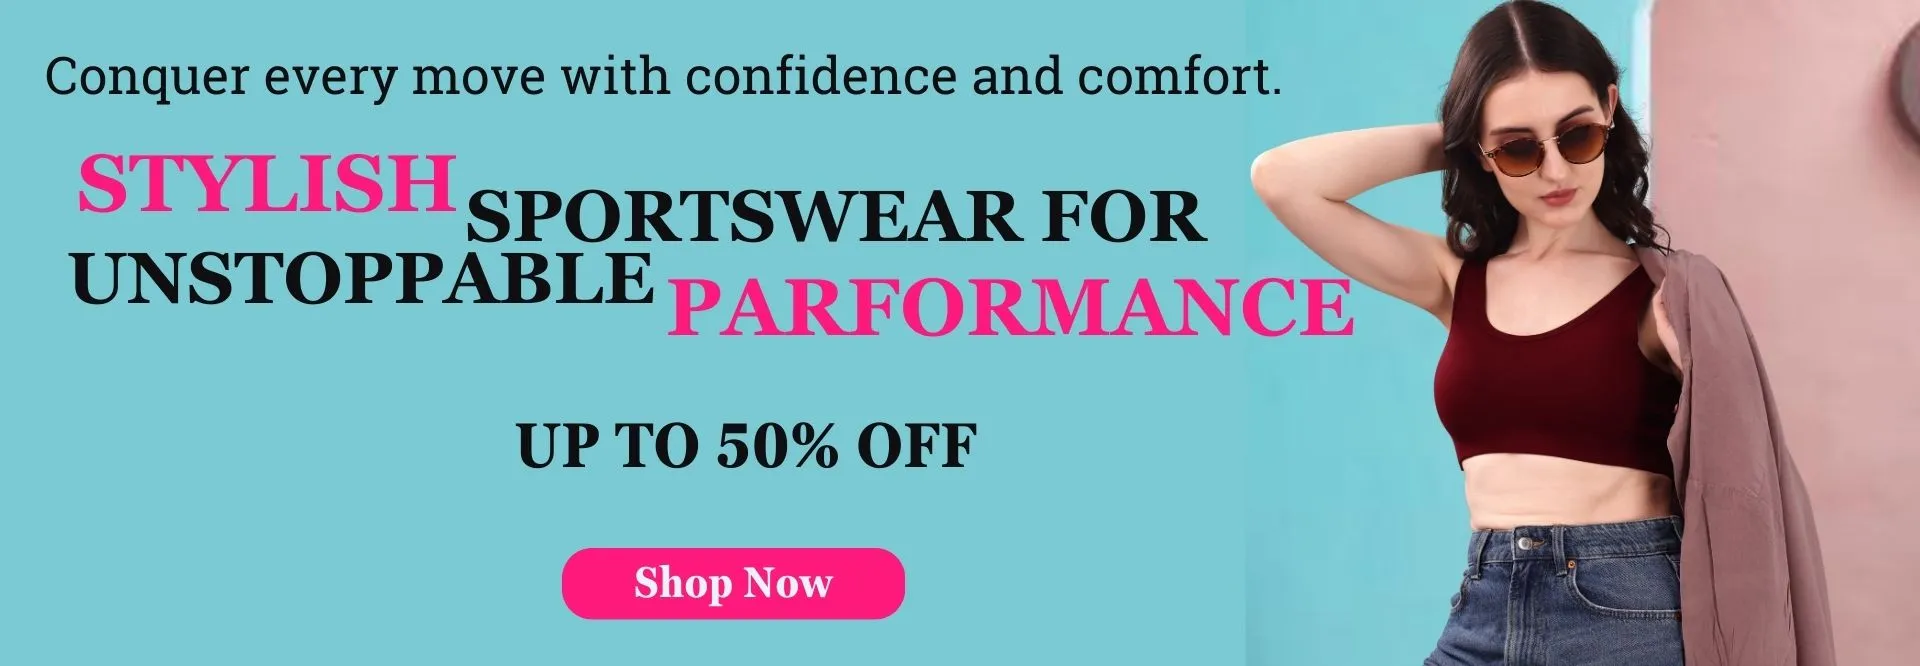 Conquer every move with confidence and comfort.
STYLISH SPORTSWEAR FOR
UNSTOPPABLE PARFORMANCE
UP TO 50% OFF
Shop Now